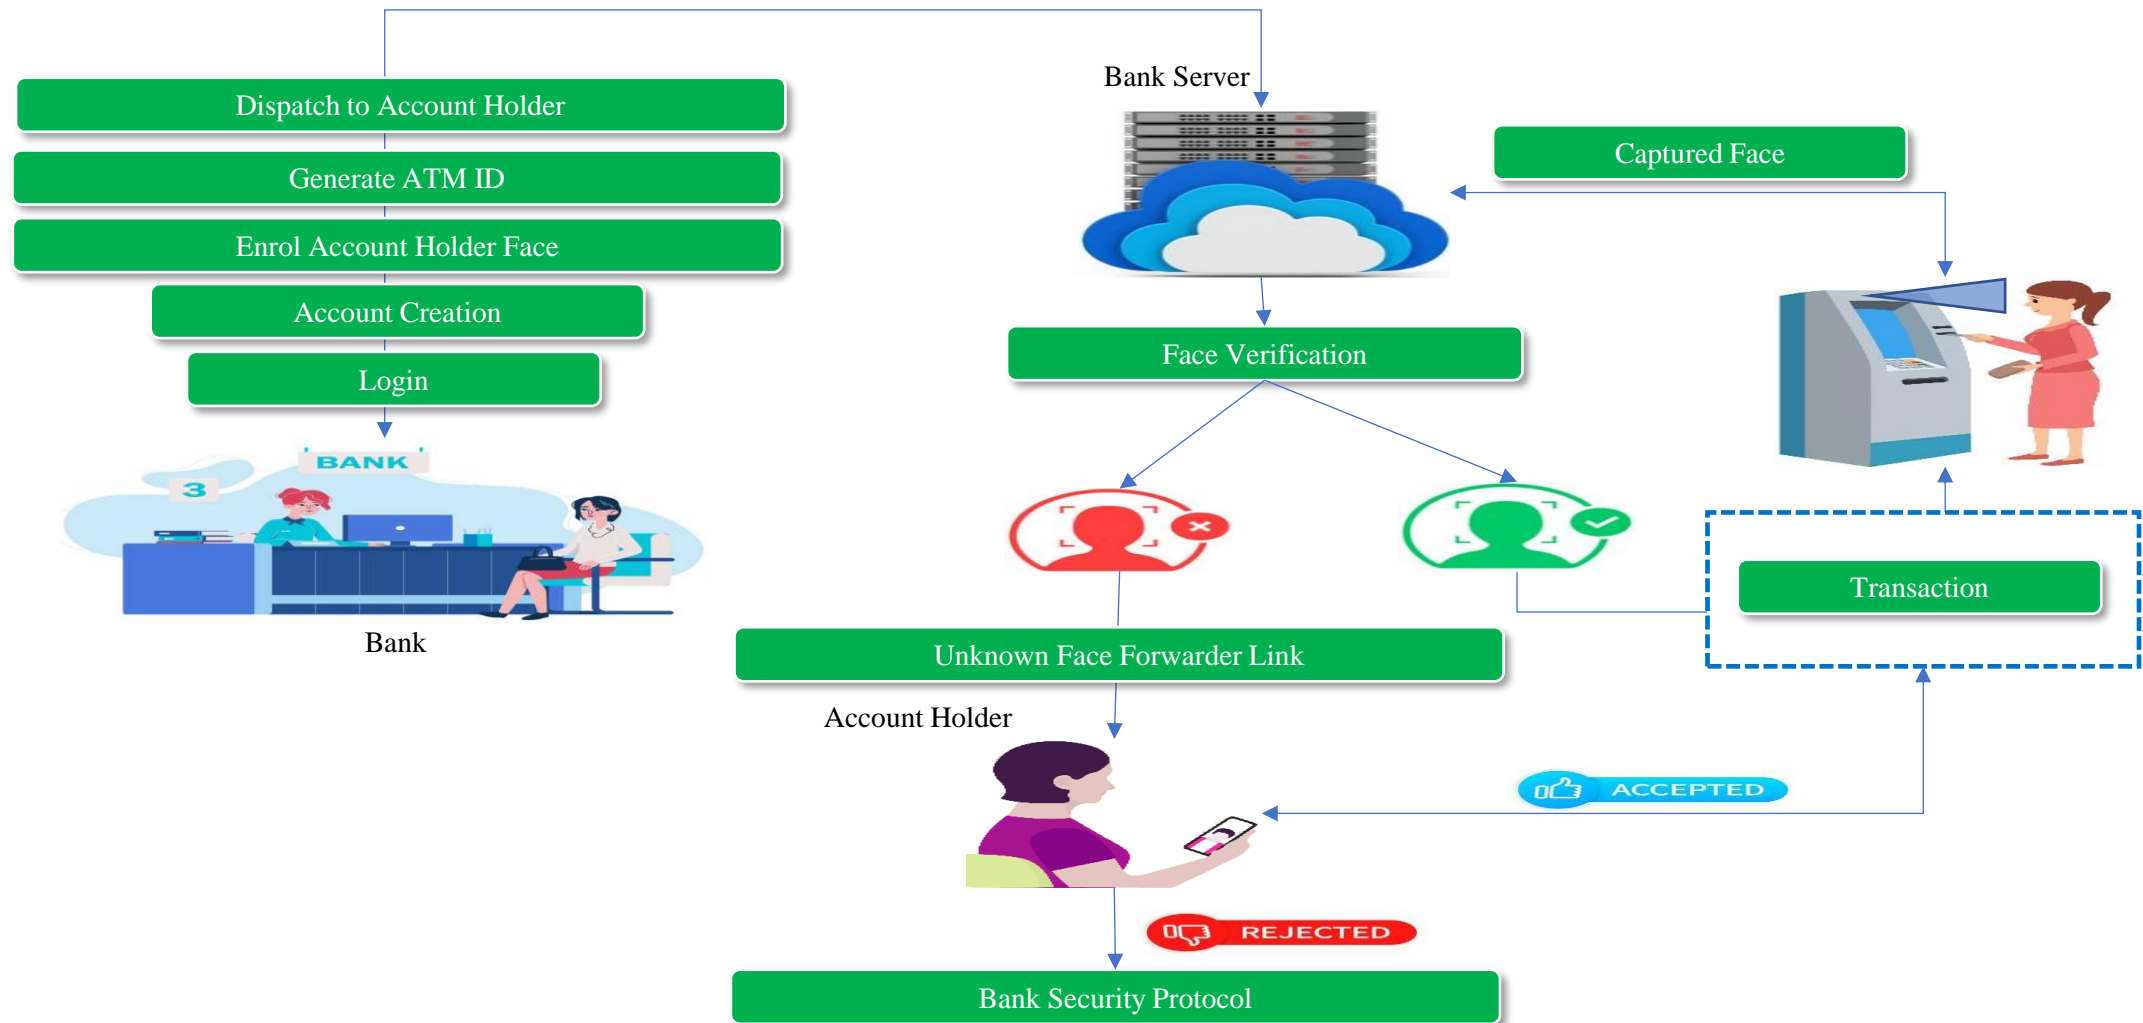 Bank Server
Dispatch to Account Holder
Captured Face
Generate ATM ID
Enrol Account Holder Face
Account Creation
Face Verification
Login
BANK
3
Transaction
Bank
Unknown Face Forwarder Link
Account Holder
ACCEPTED
REJECTED
Bank Security Protocol